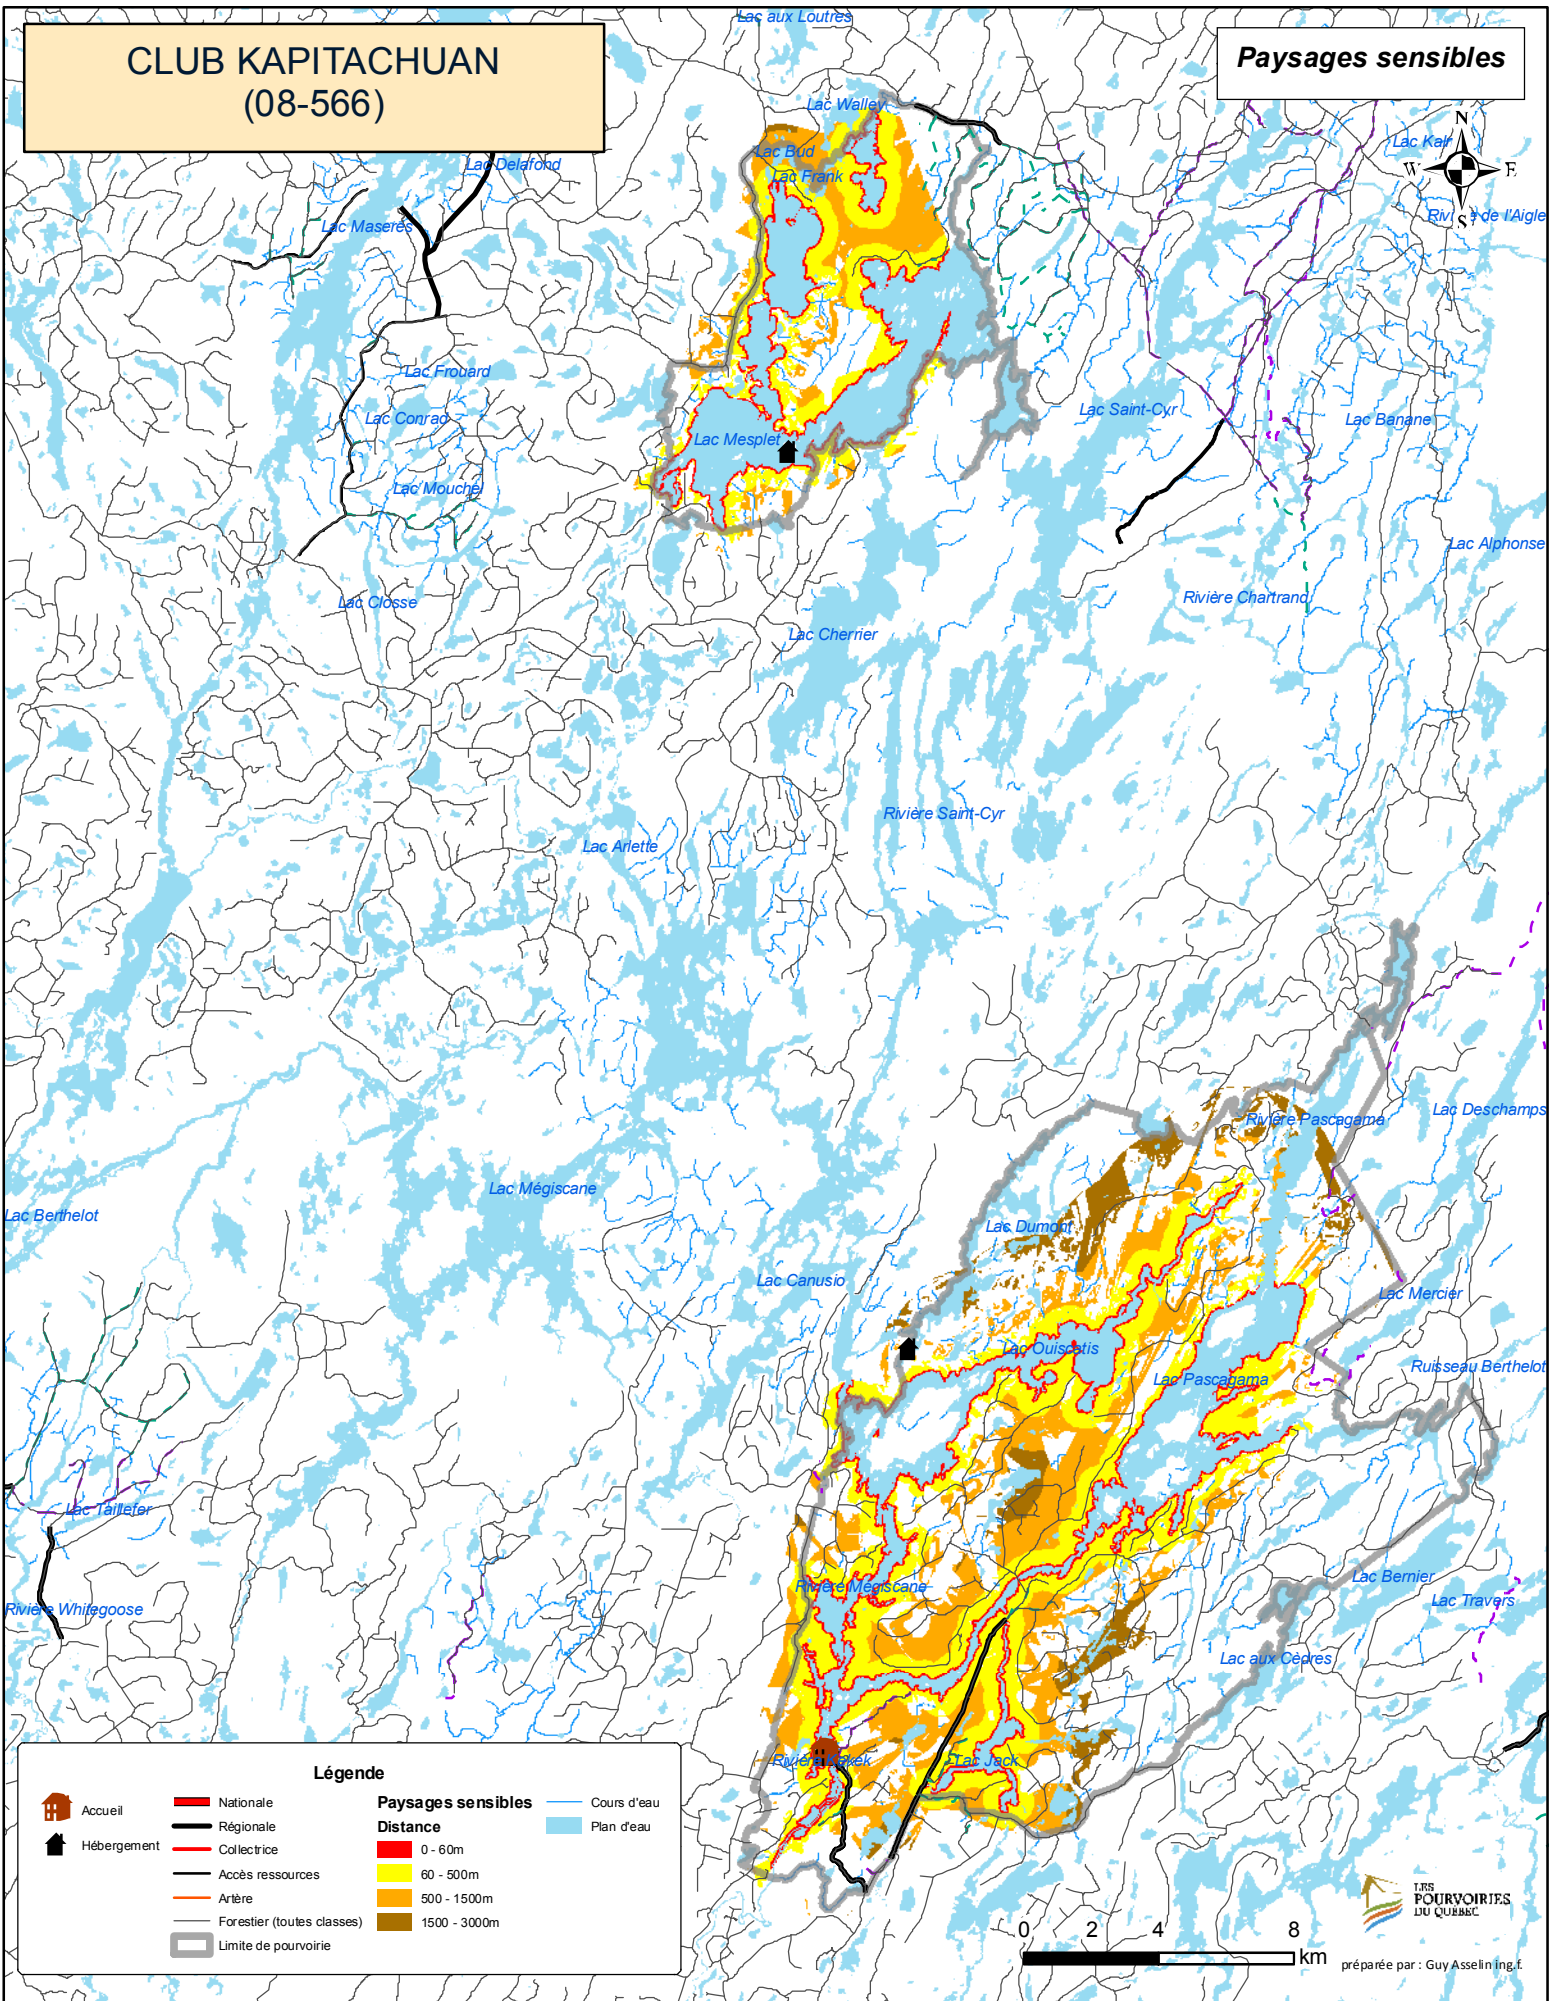 CLUB KAPITACHUAN
(08-566)
Paysages sensibles
Lac aux Loutres
Lac Walley
Lac Delafond
Lac Bud
Lac Frank
Lac Kair
N
W
E
S
Lac Maserès
Lac Frouard
Lac Conrad
Lac Saint-Cyr
Lac Banane
Lac Mesplet
Lac Mouchel
Lac Alphonse
Rivière Chartrand
Lac Closse
Lac Cherrier
Rivière Saint-Cyr
Lac Arlette
Lac Deschamps
Rivière Pascagama
Lac Mégiscane
Lac Berthelot
Lac Dumont
Lac Canusio
Lac Mercier
Lac Ouiscatis
Ruisseau Berthelot
Lac Pascagama
Lac Taillefer
Lac Bernier
Rivière Mégiscane
Lac Travers
Rivière Whitegoose
Lac aux Cèdres
Rivière Kekek
Lac Jack
Légende
Accueil
Hébergement
Nationale
Régionale
Collectrice
Accès ressources
Artère
Forestier (toutes classes)
Limite de pourvoirie
Paysages sensibles
Distance
0 - 60m
60 - 500m
500 - 1500m
1500 - 3000m
Cours d'eau
Plan d'eau
LES
POURVOIRIES
DU QUÉBEC
0 2 4 8
km
préparée par : Guy Asselin ing.f.